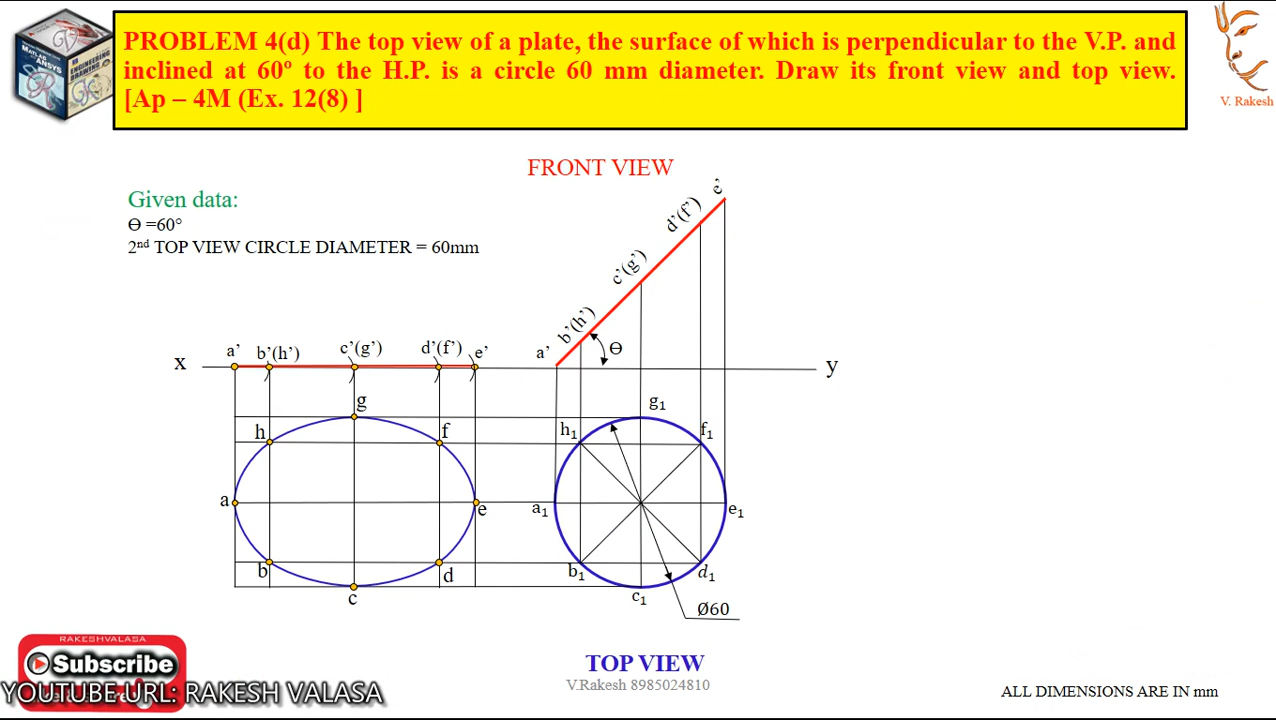 PROBLEM 4(d) The top view of a plate, the surface of which is perpendicular to the V.P. and
inclined at 60º to the H.P. is a circle 60 mm diameter. Draw its front view and top view.
[Ap – 4M (Ex. 12(8) ]
V. Rakesh
FRONT VIEW
Given data:
Ө =60°
2nd TOP VIEW CIRCLE DIAMETER = 60mm
e’
d’(f’)
c’(g’)
b’(h’)
a’
Ө
x
a’ b’(h’) c’(g’) d’(f’) e’
y
g
g₁
h
f
h₁
f₁
a
e
a₁
e₁
b
d
b₁
d₁
c
c₁
Ø60
TOP VIEW
V.Rakesh 8985024810
RAKESHVALASA
Subscribe
YOUTUBE URL: RAKESH VALASA
ALL DIMENSIONS ARE IN mm